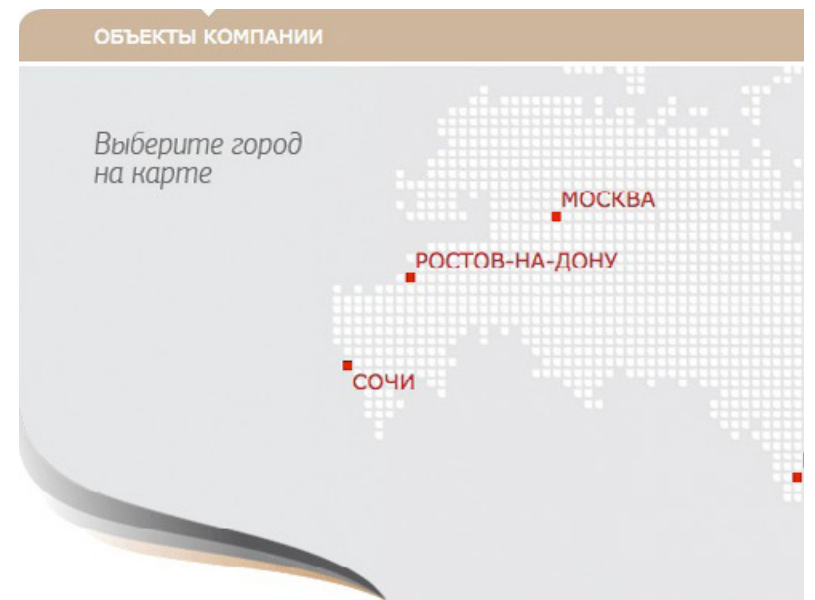 ОБЪЕКТЫ КОМПАНИИ
Выберите город
на карте
МОСКВА
РОСТОВ-НА-ДОНУ
СОЧИ